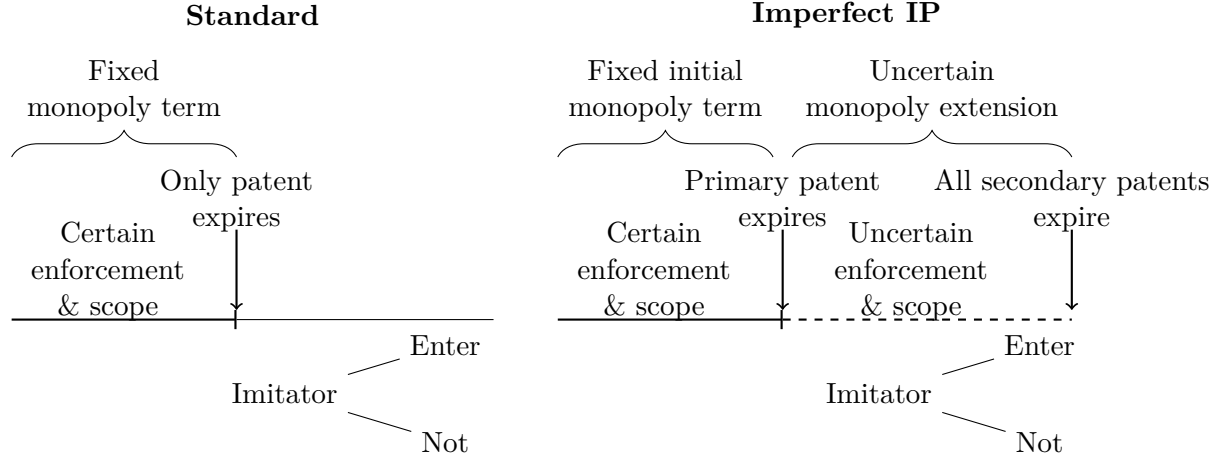 Standard
Fixed
monopoly term
Only patent
expires
Certain
enforcement
& scope
Enter
Imitator
Not
Imperfect IP
Fixed initial
monopoly term
Uncertain
monopoly extension
Primary patent
expires
All secondary patents
expire
Certain
enforcement
& scope
Uncertain
enforcement
& scope
Enter
Imitator
Not